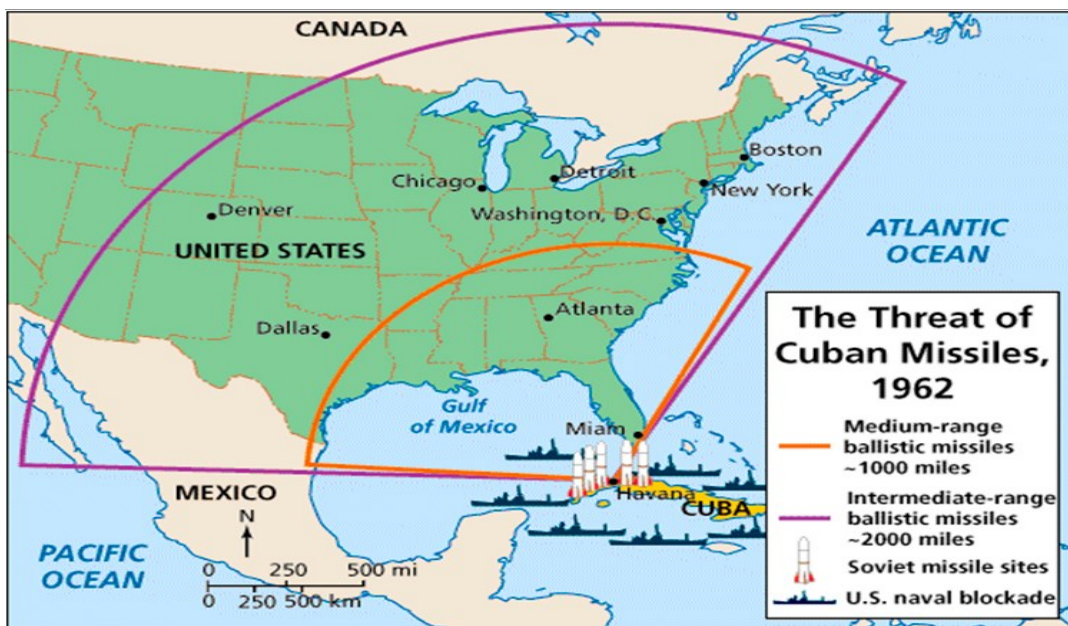 CANADA
Boston
Detroit
Chicago
New York
Washington, D.C.
Denver
UNITED STATES
ATLANTIC
OCEAN
Atlanta
Dallas
Gulf
of Mexico
Miam
Havana
CUBA
MEXICO
N
PACIFIC
OCEAN
0 250 500 mi
0 250 500 km
The Threat of
Cuban Missiles,
1962
Medium-range
ballistic missiles
~1000 miles
Intermediate-range
ballistic missiles
~2000 miles
Soviet missile sites
U.S. naval blockade